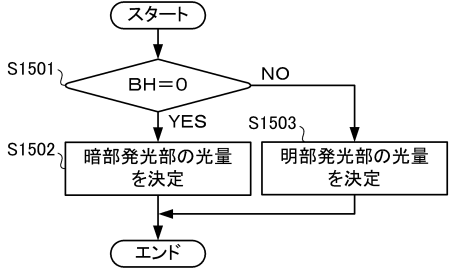 スタート
S1501
BH=0
NO
YES
S1502
暗部発光部の光量
を決定
S1503
明部発光部の光量
を決定
エンド